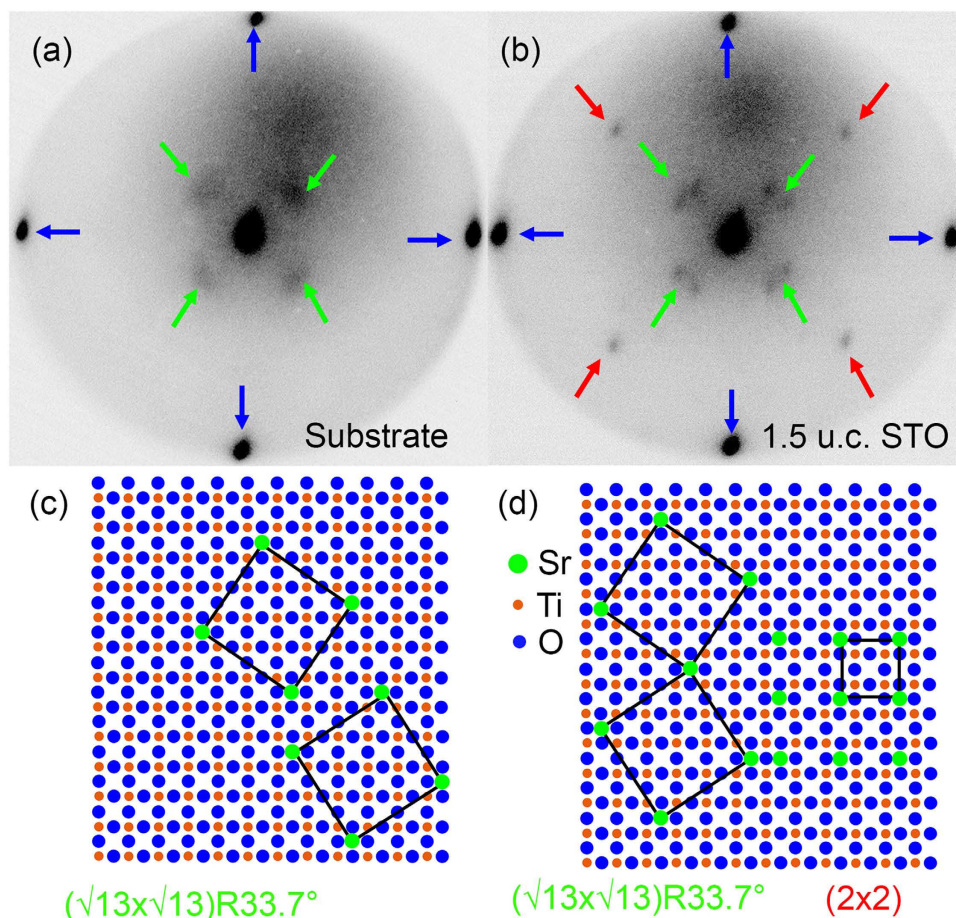 (a)
(b)
Substrate
1.5 u.c. STO
(c)
(d)
Sr
Ti
O
(√13x√13)R33.7°
(√13x√13)R33.7°
(2x2)